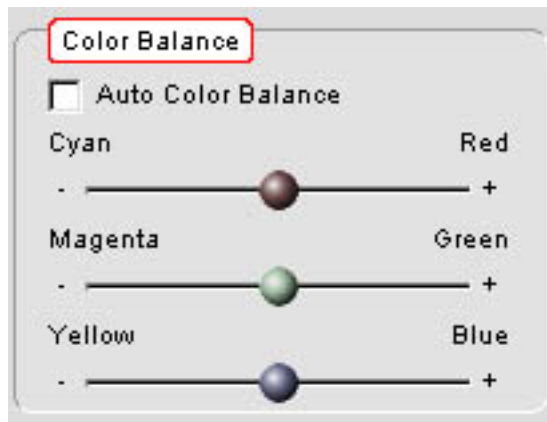 Color Balance
Auto Color Balance
Cyan Red
- +
Magenta Green
- +
Yellow Blue
- +